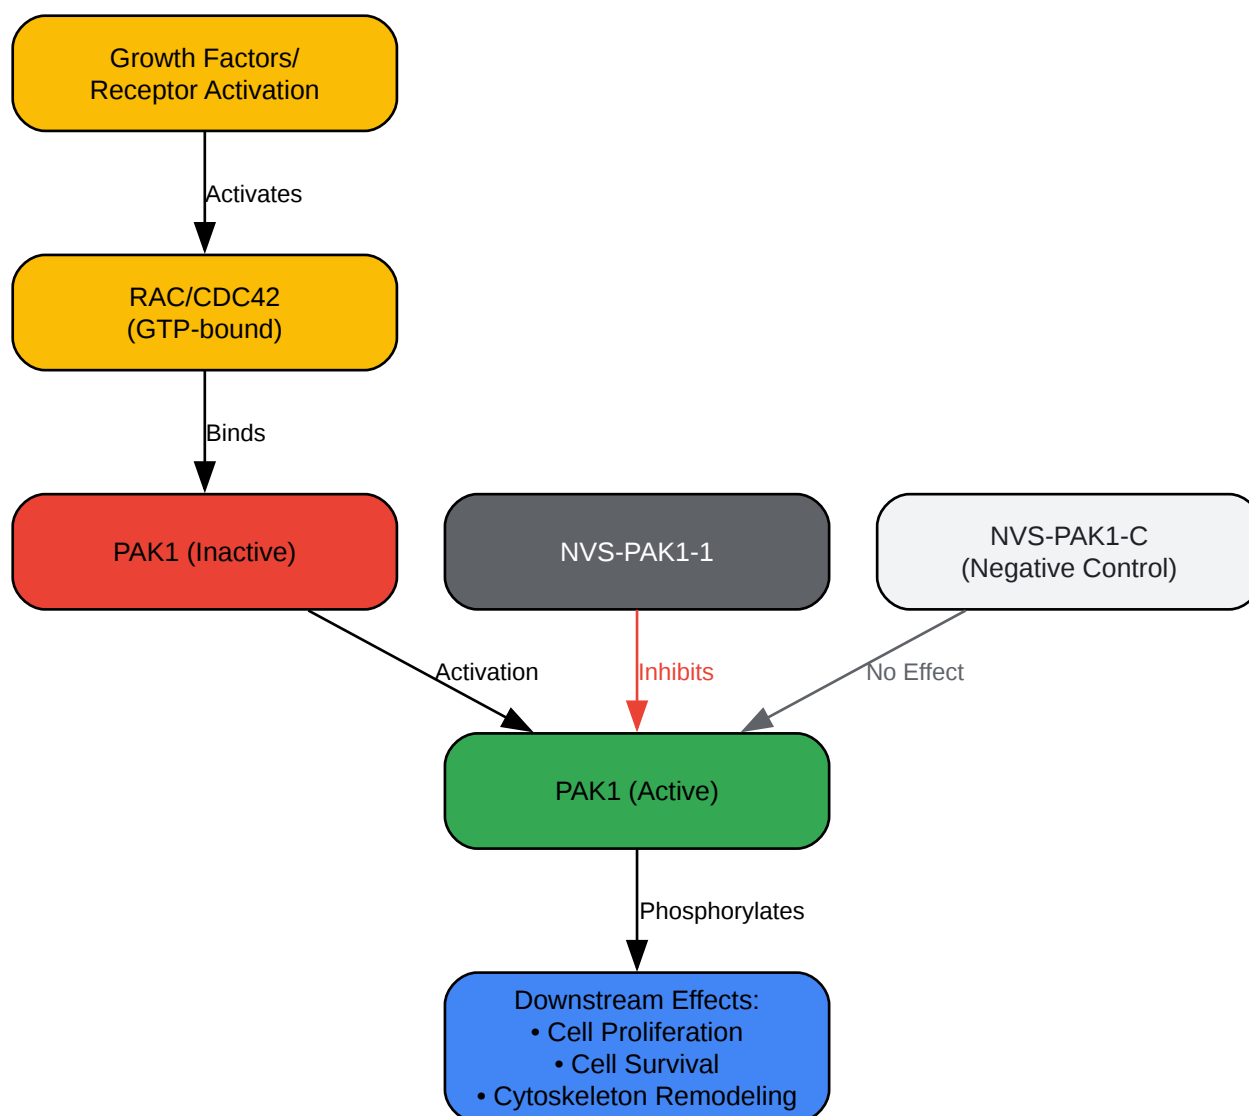 Growth Factors/
Receptor Activation
Activates
RAC/CDC42
(GTP-bound)
Binds
PAK1 (Inactive)
NVS-PAK1-1
NVS-PAK1-C
(Negative Control)
Activation
Inhibits
No Effect
PAK1 (Active)
Phosphorylates
Downstream Effects:
• Cell Proliferation
• Cell Survival
• Cytoskeleton Remodeling